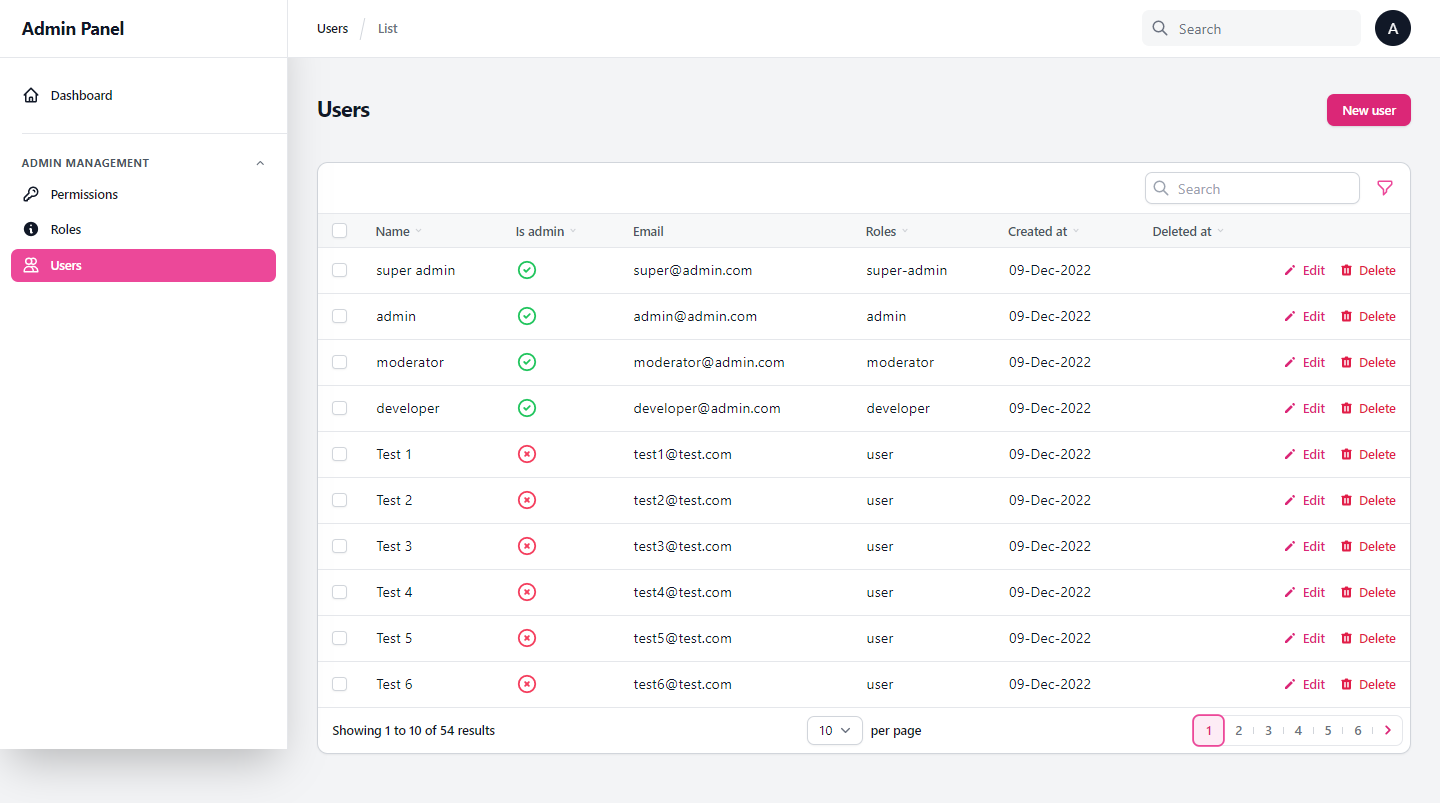 Admin Panel
Users / List
Search
A
Dashboard
ADMIN MANAGEMENT
Permissions
Roles
Users
Users
New user
Search
Name Is admin Email Roles Created at Deleted at
super admin super@admin.com super-admin 09-Dec-2022 Edit Delete
admin admin@admin.com admin 09-Dec-2022 Edit Delete
moderator moderator@admin.com moderator 09-Dec-2022 Edit Delete
developer developer@admin.com developer 09-Dec-2022 Edit Delete
Test 1 test1@test.com user 09-Dec-2022 Edit Delete
Test 2 test2@test.com user 09-Dec-2022 Edit Delete
Test 3 test3@test.com user 09-Dec-2022 Edit Delete
Test 4 test4@test.com user 09-Dec-2022 Edit Delete
Test 5 test5@test.com user 09-Dec-2022 Edit Delete
Test 6 test6@test.com user 09-Dec-2022 Edit Delete
Showing 1 to 10 of 54 results 10 per page 1 2 3 4 5 6